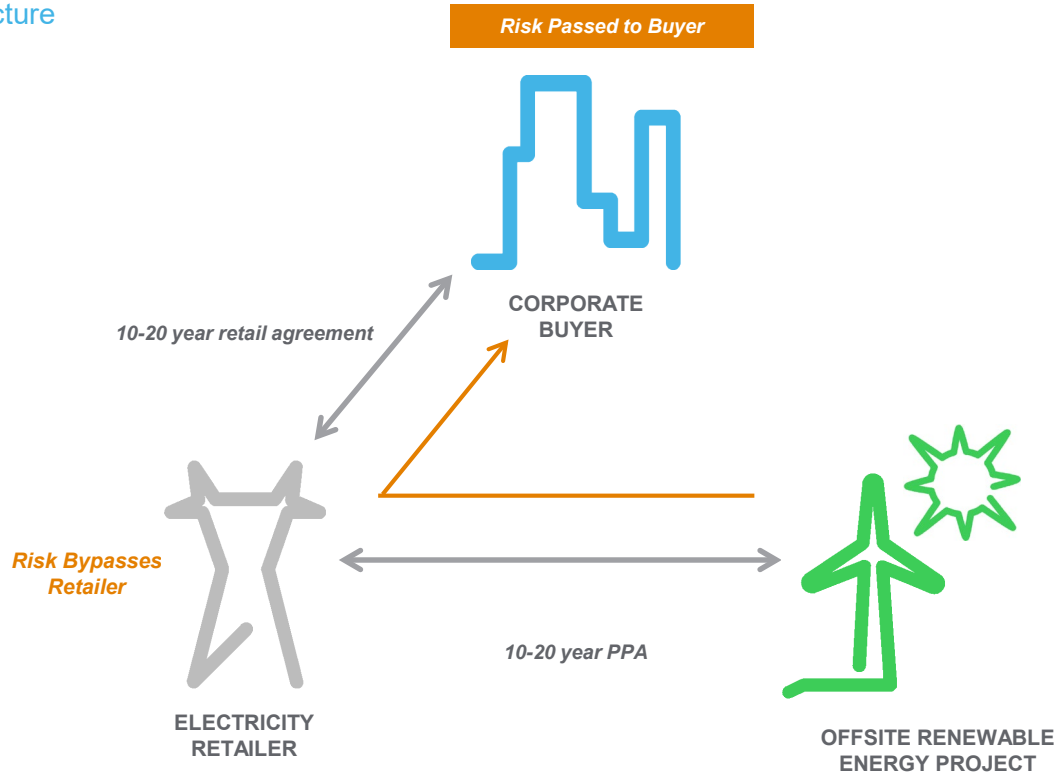 cture
Risk Passed to Buyer
CORPORATE
BUYER
10-20 year retail agreement
Risk Bypasses
Retailer
10-20 year PPA
ELECTRICITY
RETAILER
OFFSITE RENEWABLE
ENERGY PROJECT